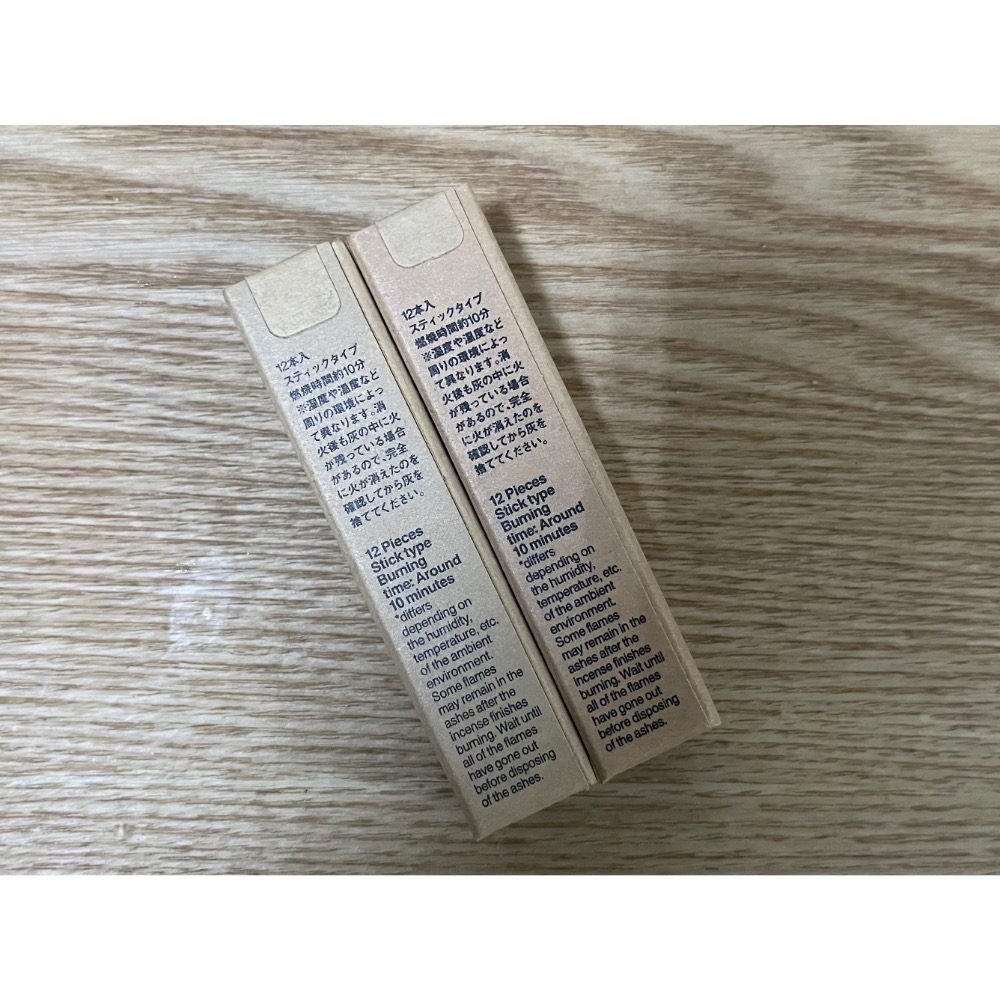 12本入
スティックタイプ
燃焼時間約10分
※湿度や温度など
周りの環境によっ
て異なります。消
火後も灰の中に火
が残っている場合
があるので、完全
に火が消えたのを
確認してから灰を
捨ててください。
12 Pieces
Stick type
Burning
time: Around
10 minutes
*differs
depending on
the humidity,
temperature, etc.
of the ambient
environment.
Some flames
may remain in the
ashes after the
incense finishes
burning. Wait until
all of the flames
have gone out
before disposing
of the ashes.
12本入
スティックタイプ
燃焼時間約10分
※湿度や温度など
周りの環境によっ
て異なります。消
火後も灰の中に火
が残っている場合
があるので、完全
に火が消えたのを
確認してから灰を
捨ててください。
12 Pieces
Stick type
Burning
time: Around
10 minutes
*differs
depending on
the humidity,
temperature, etc.
of the ambient
environment.
Some flames
may remain in the
ashes after the
incense finishes
burning. Wait until
all of the flames
have gone out
before disposing
of the ashes.